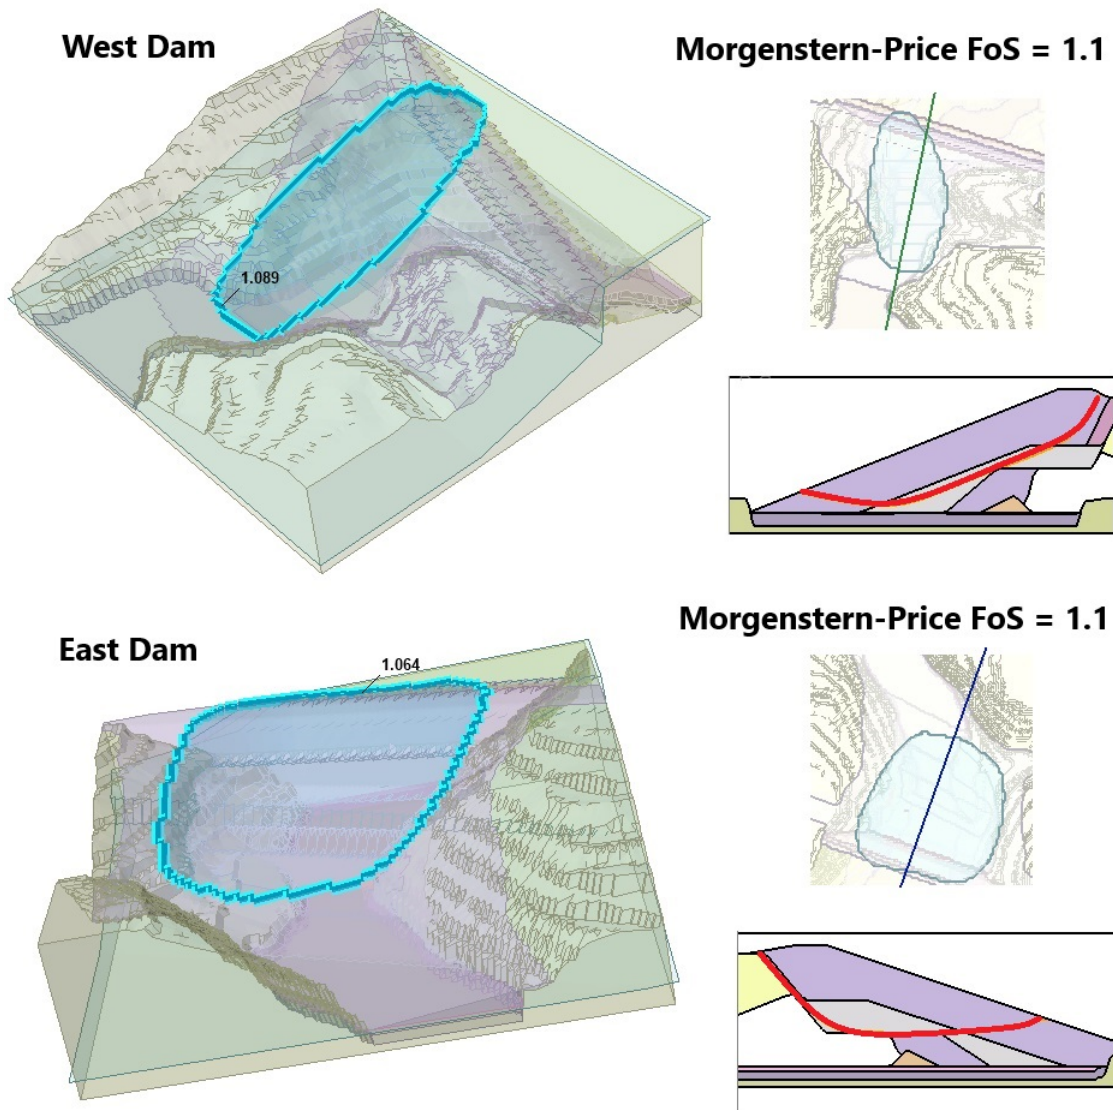 West Dam
Morgenstern-Price FoS = 1.1
1.089
East Dam
Morgenstern-Price FoS = 1.1
1.064